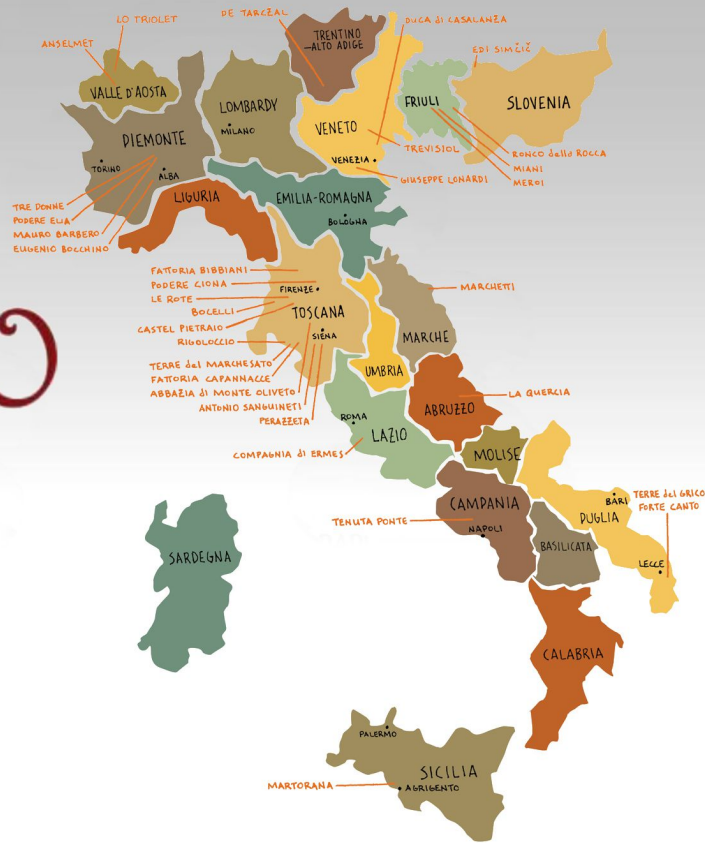 LO TRIOLET
ANSELMET
VALLE D'AOSTA
DE TARCZAL
TRENTINO
-ALTO ADIGE
DUCA di CASALANZA
EDI SIMČIČ
LOMBARDY
MILANO
FRIULI
SLOVENIA
PIEMONTE
TORINO
ALBA
VENETO
VENEZIA
TREVISIOL
GIUSEPPE LONARDI
RONCO della ROCCA
MIANI
MEROI
TRE DONNE
PODERE ELIA
MAURO BARBERO
EUGENIO BOCCHINO
LIGURIA
EMILIA-ROMAGNA
BOLOGNA
FATTORIA BIBBIANI
PODERE CIONA
LE ROTE
BOCELLI
CASTEL PIETRAIO
RIGOLOCCIO
TERRE del MARCHESATO
FATTORIA CAPANNACCE
ABBAZIA di MONTE OLIVETO
ANTONIO SANGUINETI
PERAZZETA
FIRENZE
TOSCANA
SIENA
MARCHETTI
MARCHE
UMBRIA
ROMA
LAZIO
COMPAGNIA di ERMES
ABRUZZO
LA QUERCIA
MOLISE
CAMPANIA
NAPOLI
TENUTA PONTE
BARI
PUGLIA
TERRE del GRICO
FORTE CANTO
BASILICATA
LECCE
SARDEGNA
CALABRIA
PALERMO
SICILIA
AGRIGENTO
MARTORANA